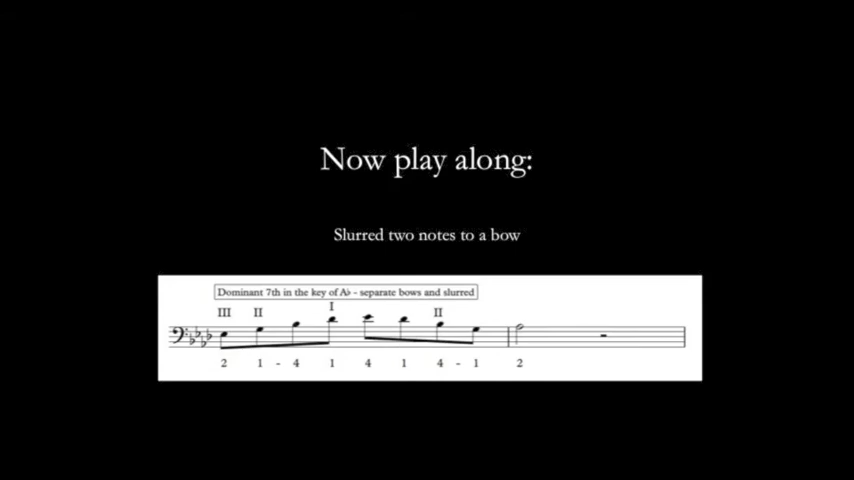 Now play along:
Slurred two notes to a bow
Dominant 7th in the key of A♭ - separate bows and slurred
III II I II
2 1 - 4 1 4 1 4 - 1 2